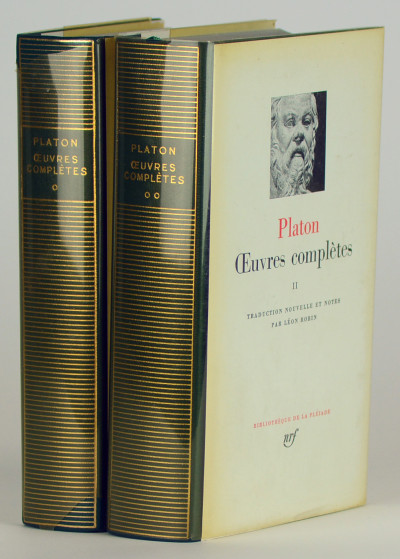 PLATON
ŒUVRES
COMPLÈTES
PLATON
ŒUVRES
COMPLÈTES
Platon
Œuvres complètes
II
TRADUCTION NOUVELLE ET NOTES
PAR LÉON ROBIN
BIBLIOTHÈQUE DE LA PLÉIADE
nrf